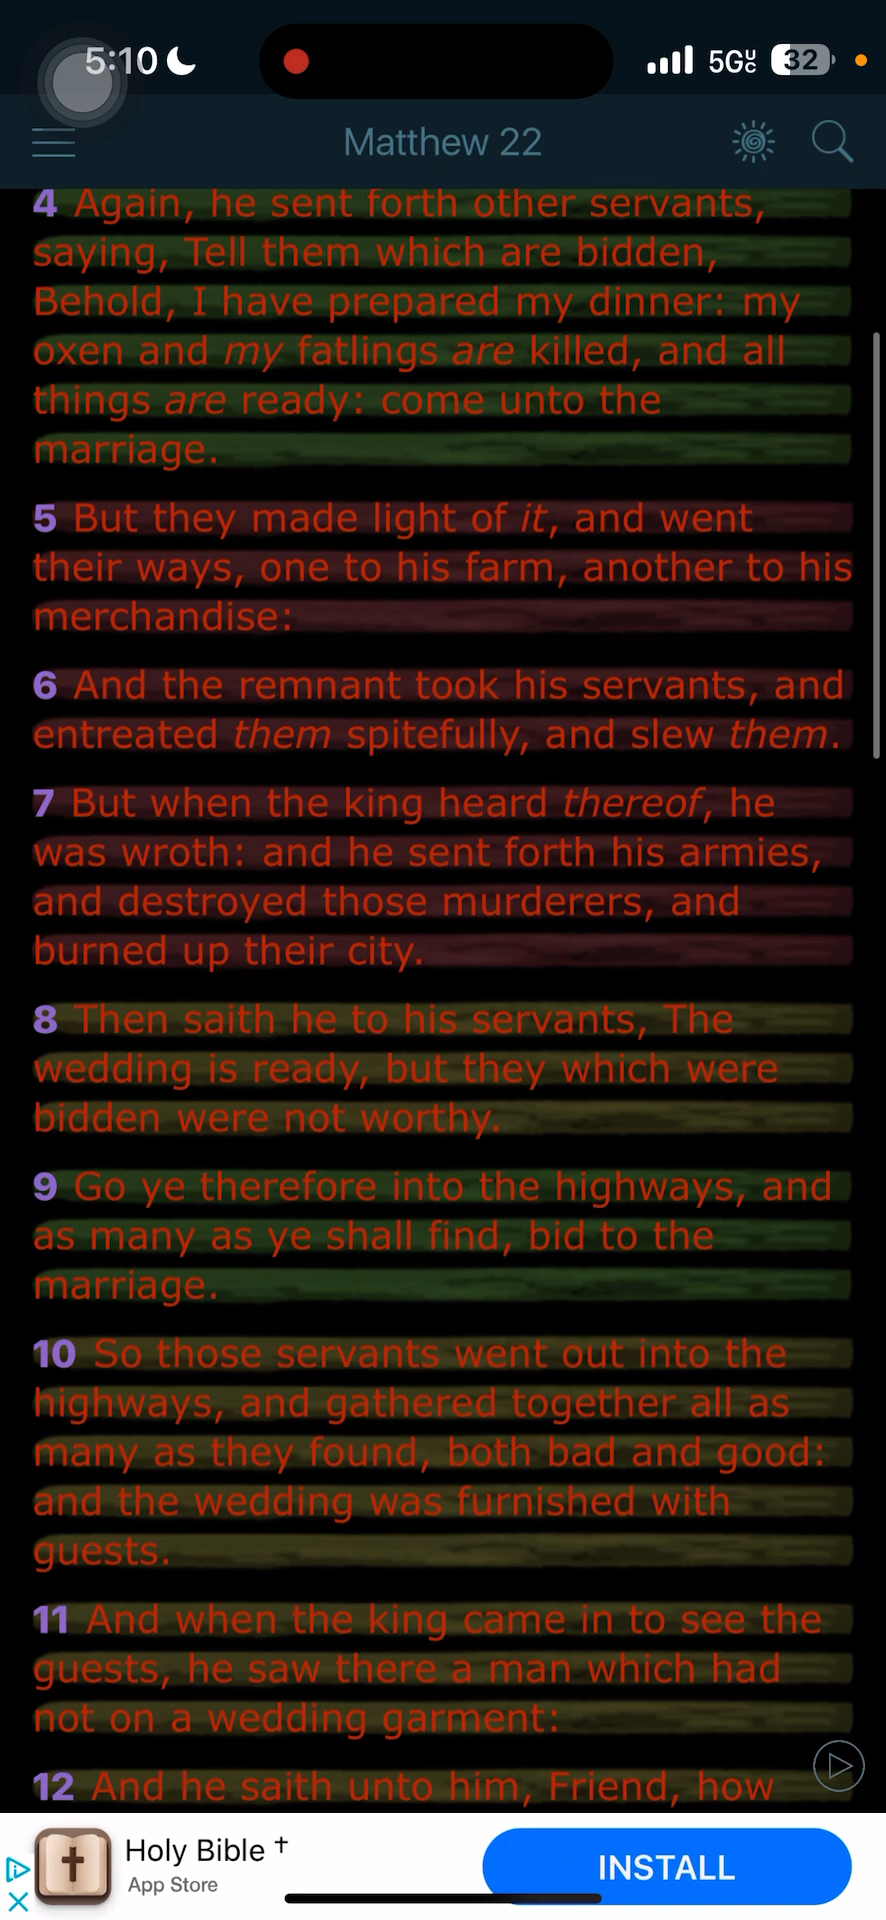 5:10
5G UC
32
Matthew 22
4 Again, he sent forth other servants,
saying, Tell them which are bidden,
Behold, I have prepared my dinner: my
oxen and my fatlings are killed, and all
things are ready: come unto the
marriage.
5 But they made light of it, and went
their ways, one to his farm, another to his
merchandise:
6 And the remnant took his servants, and
entreated them spitefully, and slew them.
7 But when the king heard thereof, he
was wroth: and he sent forth his armies,
and destroyed those murderers, and
burned up their city.
8 Then saith he to his servants, The
wedding is ready, but they which were
bidden were not worthy.
9 Go ye therefore into the highways, and
as many as ye shall find, bid to the
marriage.
10 So those servants went out into the
highways, and gathered together all as
many as they found, both bad and good:
and the wedding was furnished with
guests.
11 And when the king came in to see the
guests, he saw there a man which had
not on a wedding garment:
12 And he saith unto him, Friend, how
Holy Bible †
App Store
INSTALL